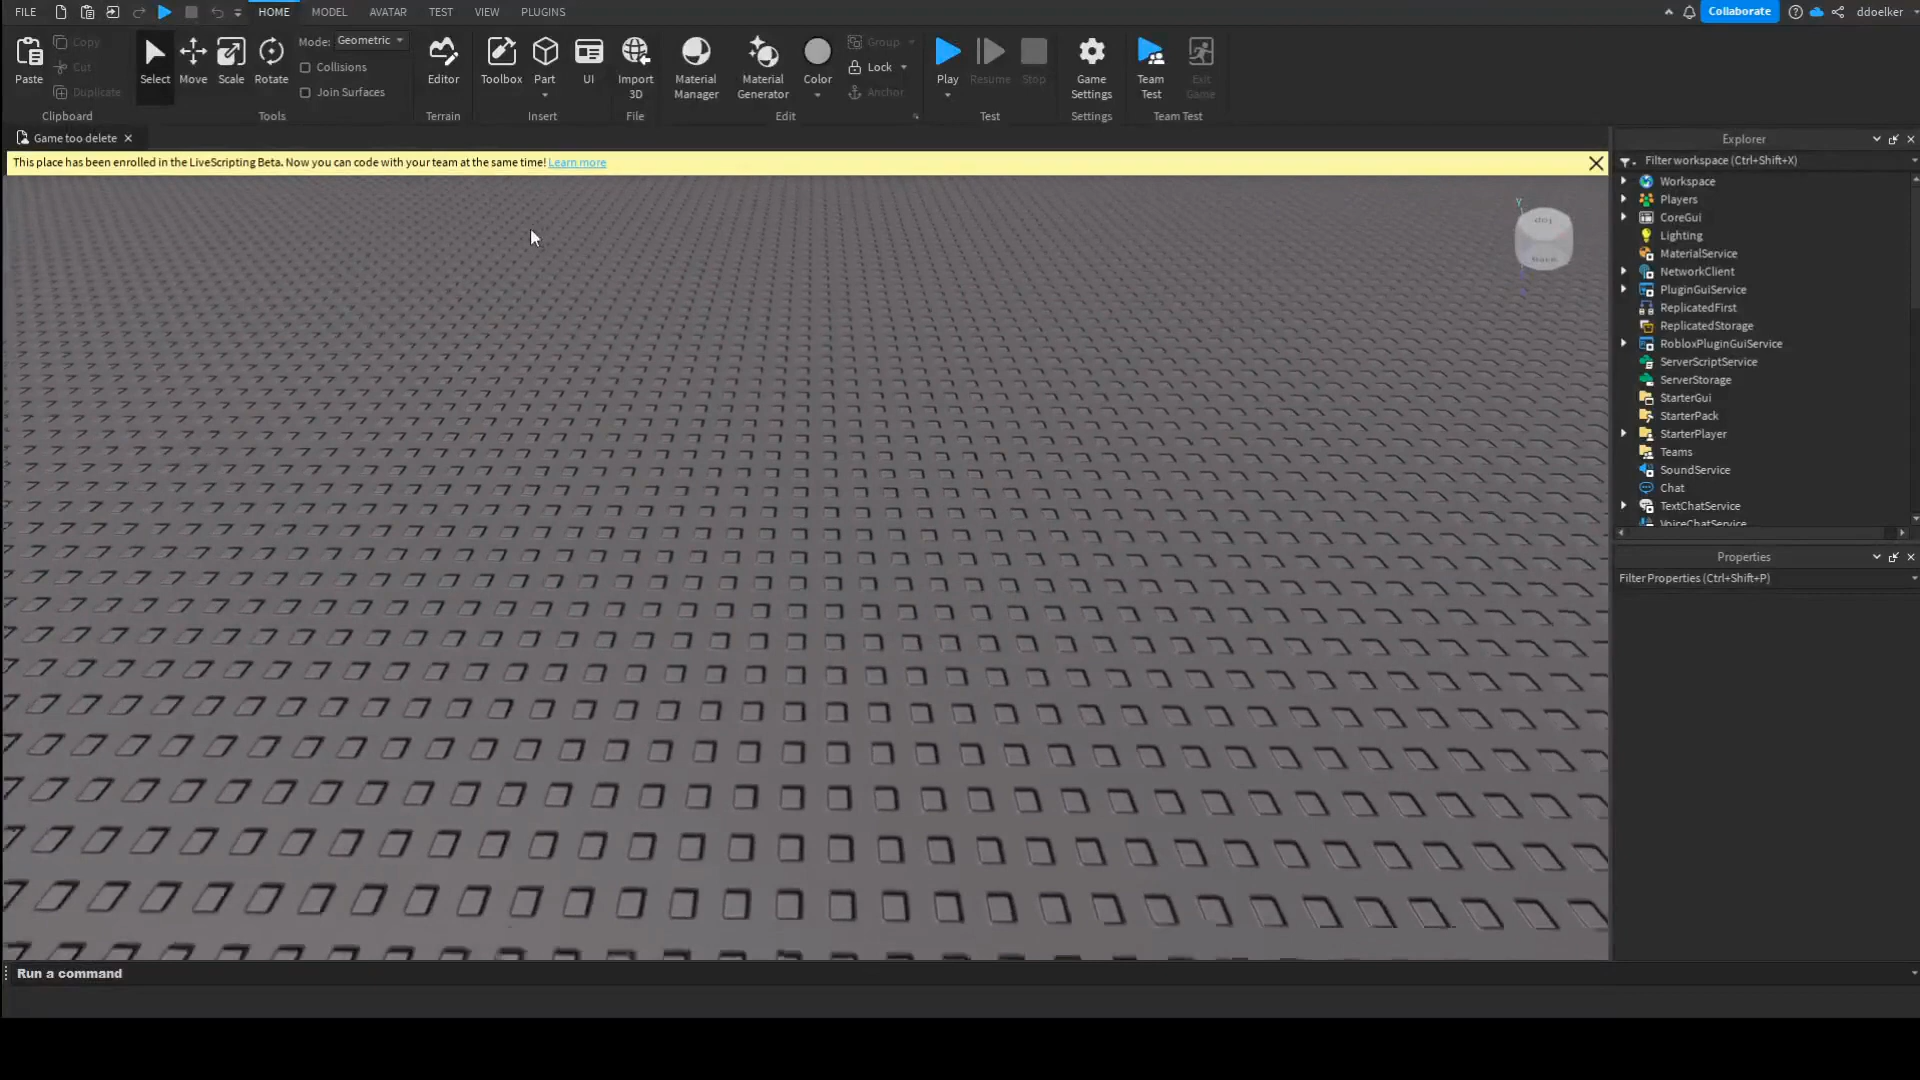 FILE HOME MODEL AVATAR TEST VIEW PLUGINS Collaborate ddoelker
Paste Copy Cut Duplicate Clipboard
Select Move Scale Rotate Mode: Geometric Collisions Join Surfaces Tools
Editor Terrain
Toolbox Part UI Insert
Import 3D File
Material Manager Material Generator Color Group Lock Anchor Edit
Play Resume Stop Test
Game Settings Settings
Team Test Exit Game Team Test
Game too delete
This place has been enrolled in the LiveScripting Beta. Now you can code with your team at the same time! Learn more
Y
Top
Explorer
Filter workspace (Ctrl+Shift+X)
Workspace
Players
CoreGui
Lighting
MaterialService
NetworkClient
PluginGuiService
ReplicatedFirst
ReplicatedStorage
RobloxPluginGuiService
ServerScriptService
ServerStorage
StarterGui
StarterPack
StarterPlayer
Teams
SoundService
Chat
TextChatService
VoiceChatService
Properties
Filter Properties (Ctrl+Shift+P)
Run a command